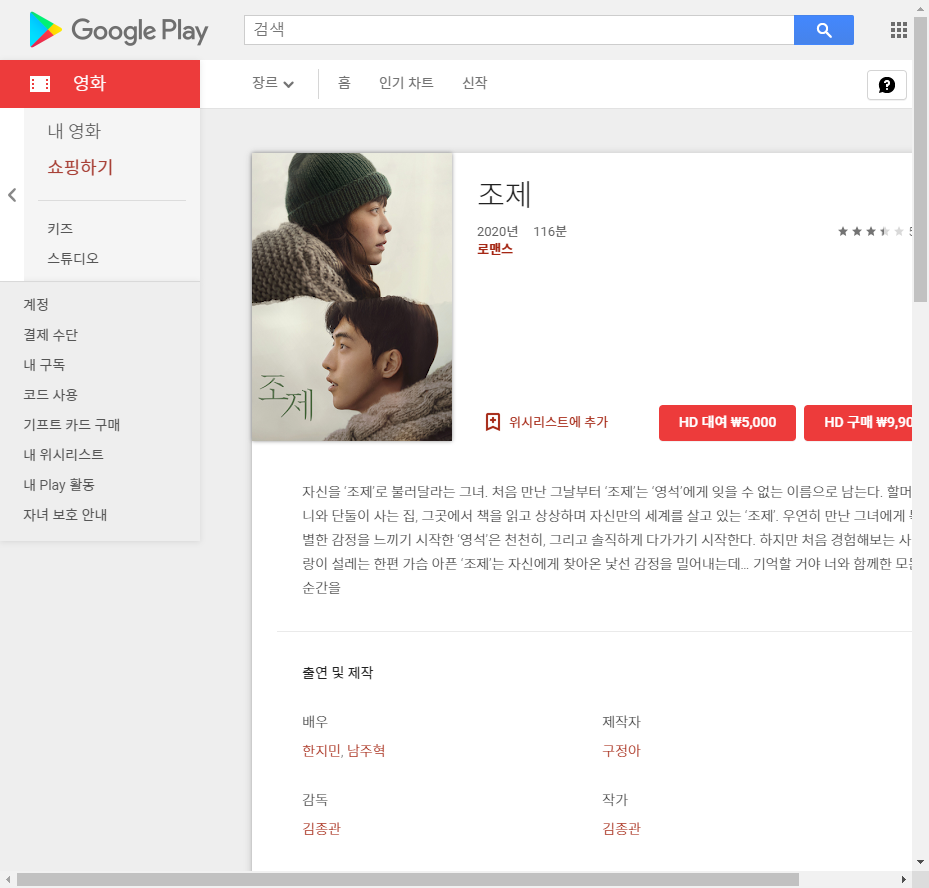 Google Play
검색
영화
장르
홈
인기 차트
신작
내 영화
쇼핑하기
키즈
스튜디오
계정
결제 수단
내 구독
코드 사용
기프트 카드 구매
내 위시리스트
내 Play 활동
자녀 보호 안내
조제
조제
2020년 116분
로맨스
위시리스트에 추가
HD 대여 ₩5,000
HD 구매 ₩9,90
자신을 ‘조제’로 불러달라는 그녀. 처음 만난 그날부터 ‘조제’는 ‘영석’에게 잊을 수 없는 이름으로 남는다. 할머
니와 단둘이 사는 집, 그곳에서 책을 읽고 상상하며 자신만의 세계를 살고 있는 ‘조제’. 우연히 만난 그녀에게
별한 감정을 느끼기 시작한 ‘영석’은 천천히, 그리고 솔직하게 다가가기 시작한다. 하지만 처음 경험해보는 사
랑이 설레는 한편 가슴 아픈 ‘조제’는 자신에게 찾아온 낯선 감정을 밀어내는데... 기억할 거야 너와 함께한 모든
순간을
출연 및 제작
배우
한지민, 남주혁
제작자
구정아
감독
김종관
작가
김종관